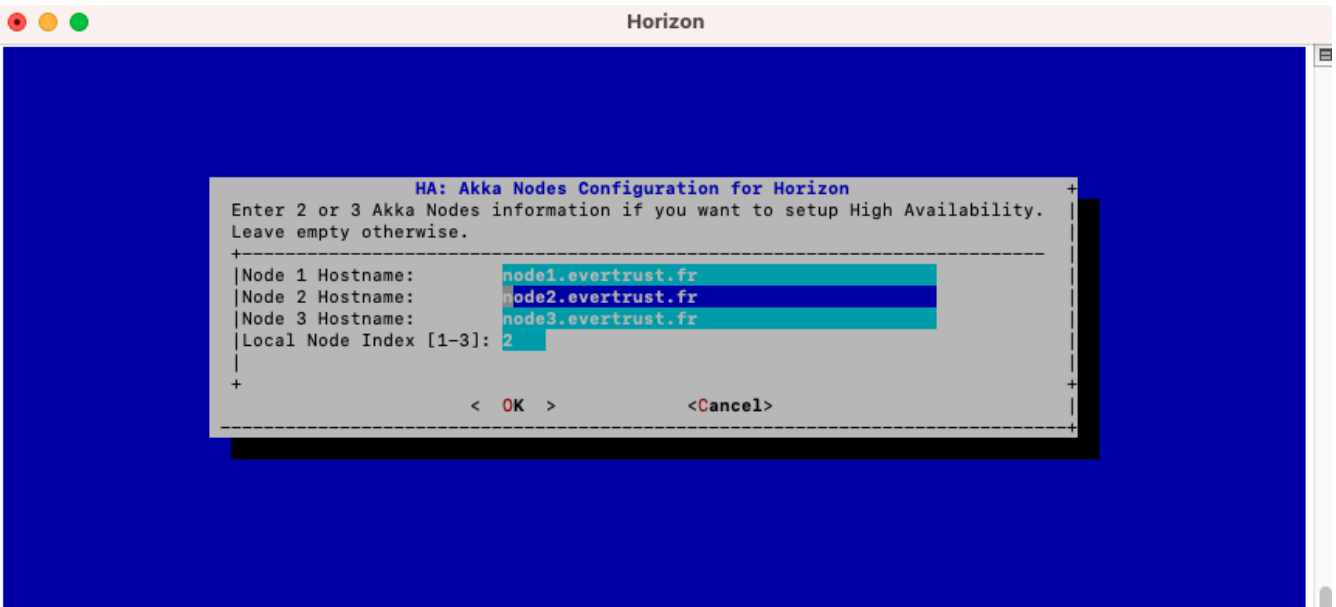 Horizon
HA: Akka Nodes Configuration for Horizon
Enter 2 or 3 Akka Nodes information if you want to setup High Availability.
Leave empty otherwise.
Node 1 Hostname: node1.evertrust.fr
Node 2 Hostname: node2.evertrust.fr
Node 3 Hostname: node3.evertrust.fr
Local Node Index [1-3]: 2
< OK > <Cancel>